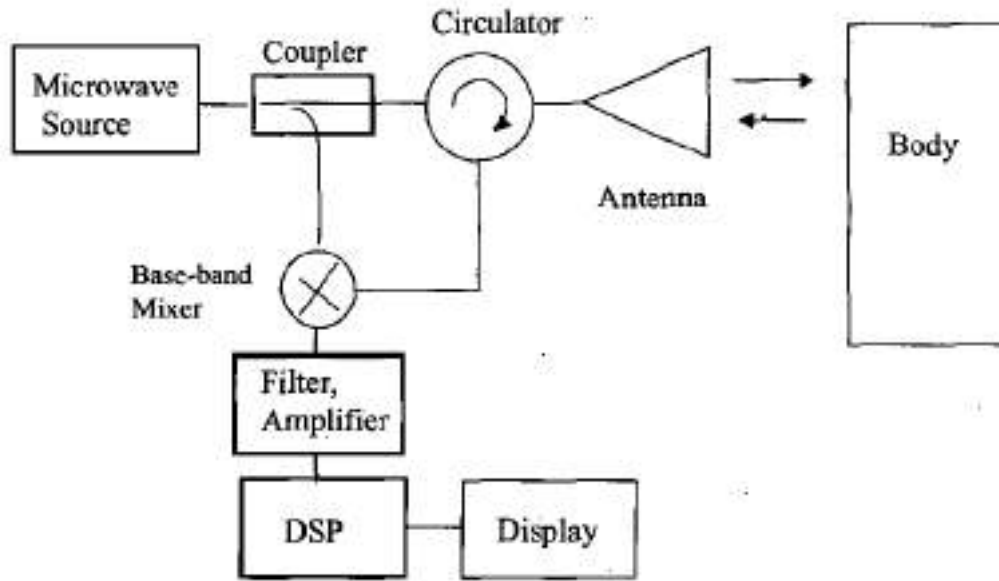 Circulator
Coupler
Microwave
Source
Body
Antenna
Base-band
Mixer
Filter,
Amplifier
DSP
Display